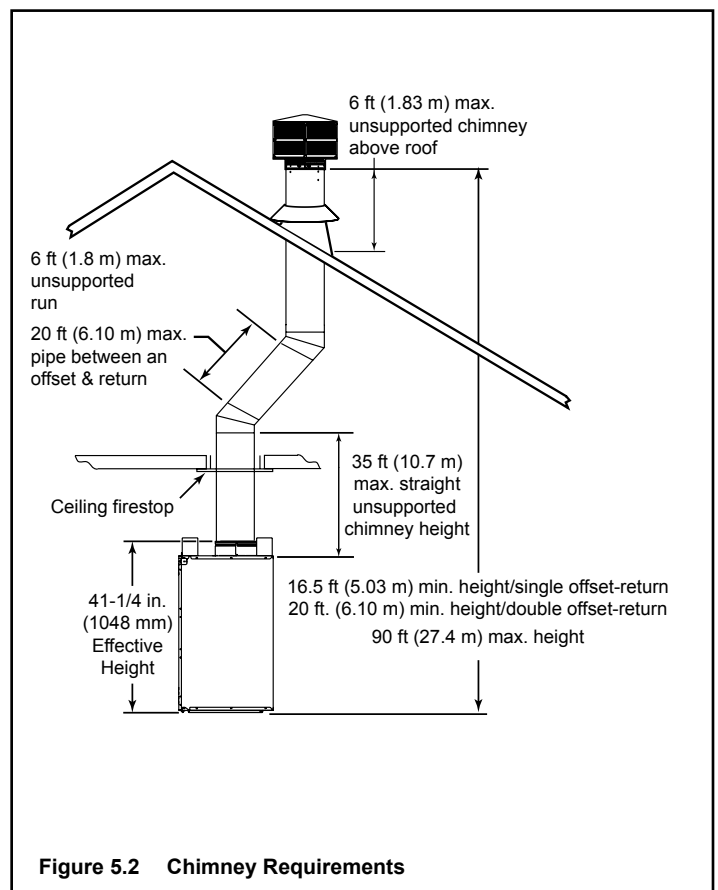 6 ft (1.83 m) max.
unsupported chimney
above roof
6 ft (1.8 m) max.
unsupported
run
20 ft (6.10 m) max.
pipe between an
offset & return
35 ft (10.7 m)
max. straight
unsupported
chimney height
Ceiling firestop
41-1/4 in.
(1048 mm)
Effective
Height
16.5 ft (5.03 m) min. height/single offset-return
20 ft. (6.10 m) min. height/double offset-return
90 ft (27.4 m) max. height
Figure 5.2 Chimney Requirements